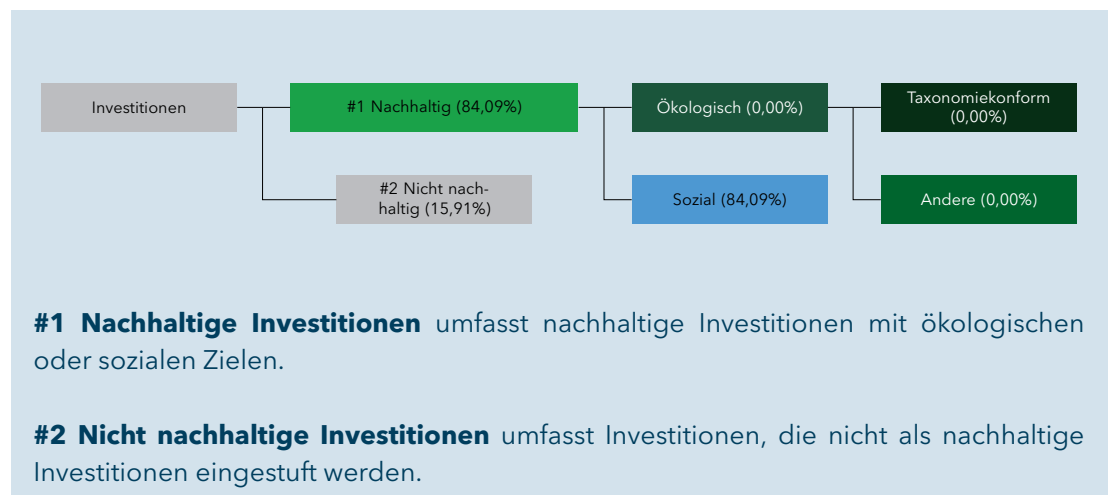 Investitionen
#1 Nachhaltig (84,09%)
Ökologisch (0,00%)
Taxonomiekonform
(0,00%)
#2 Nicht nach-
haltig (15,91%)
Sozial (84,09%)
Andere (0,00%)
#1 Nachhaltige Investitionen umfasst nachhaltige Investitionen mit ökologischen
oder sozialen Zielen.
#2 Nicht nachhaltige Investitionen umfasst Investitionen, die nicht als nachhaltige
Investitionen eingestuft werden.